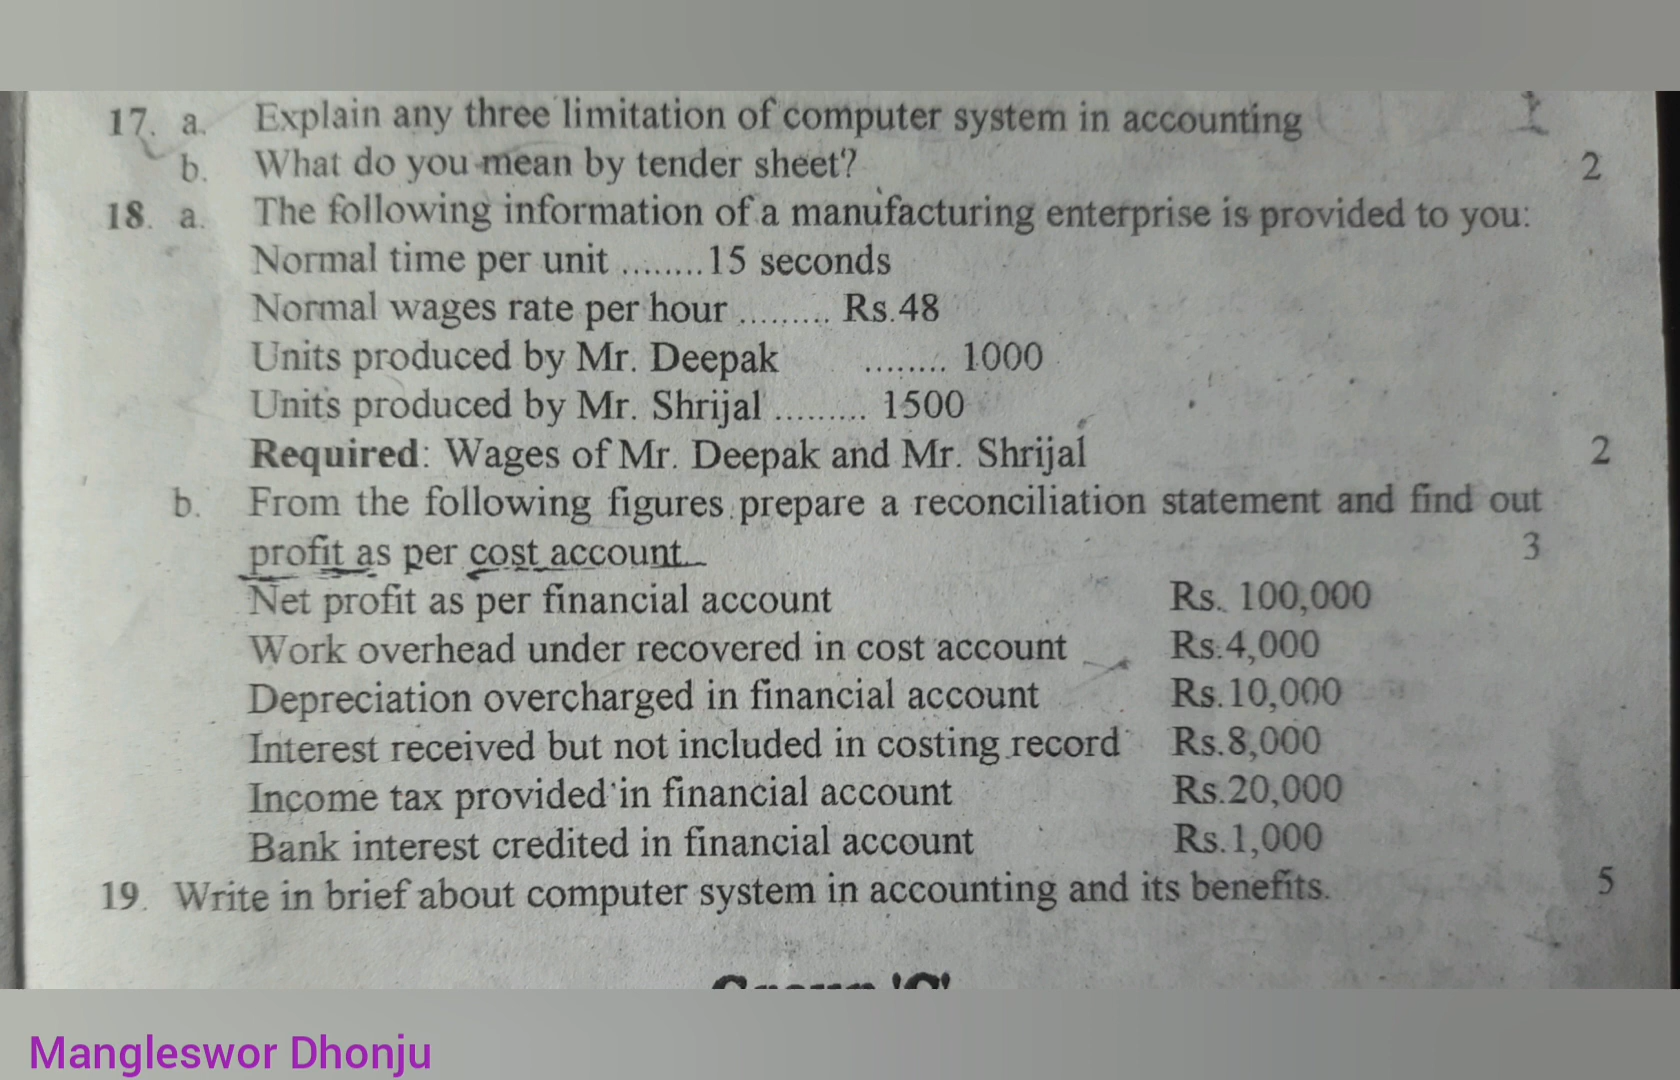 17. a. Explain any three limitation of computer system in accounting
b. What do you mean by tender sheet? 2
18. a. The following information of a manufacturing enterprise is provided to you:
Normal time per unit ........15 seconds
Normal wages rate per hour ......... Rs.48
Units produced by Mr. Deepak ........ 1000
Units produced by Mr. Shrijal ......... 1500
Required: Wages of Mr. Deepak and Mr. Shrijal 2
b. From the following figures prepare a reconciliation statement and find out
profit as per cost account. 3
Net profit as per financial account Rs. 100,000
Work overhead under recovered in cost account Rs.4,000
Depreciation overcharged in financial account Rs.10,000
Interest received but not included in costing record Rs.8,000
Income tax provided in financial account Rs.20,000
Bank interest credited in financial account Rs.1,000
19. Write in brief about computer system in accounting and its benefits. 5
Mangleswor Dhonju